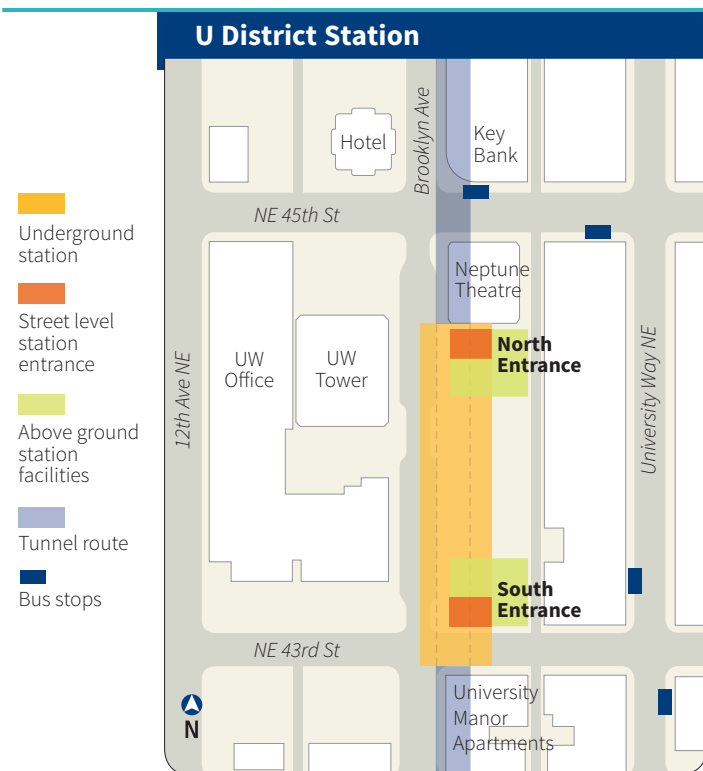 U District Station
Underground
station
Street level
station
entrance
Above ground
station
facilities
Tunnel route
Bus stops
Hotel
Brooklyn Ave
Key
Bank
NE 45th St
Neptune
Theatre
North
Entrance
UW
Office
UW
Tower
12th Ave NE
University Way NE
South
Entrance
NE 43rd St
University
Manor
Apartments
N